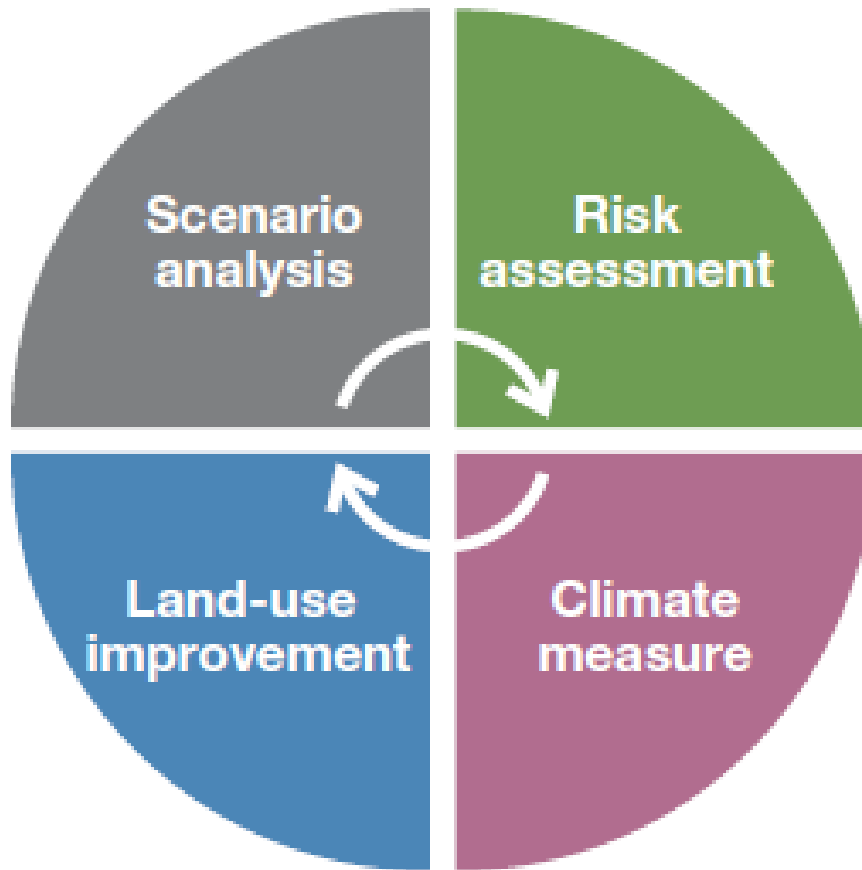 Scenario
analysis
Risk
assessment
Land-use
improvement
Climate
measure